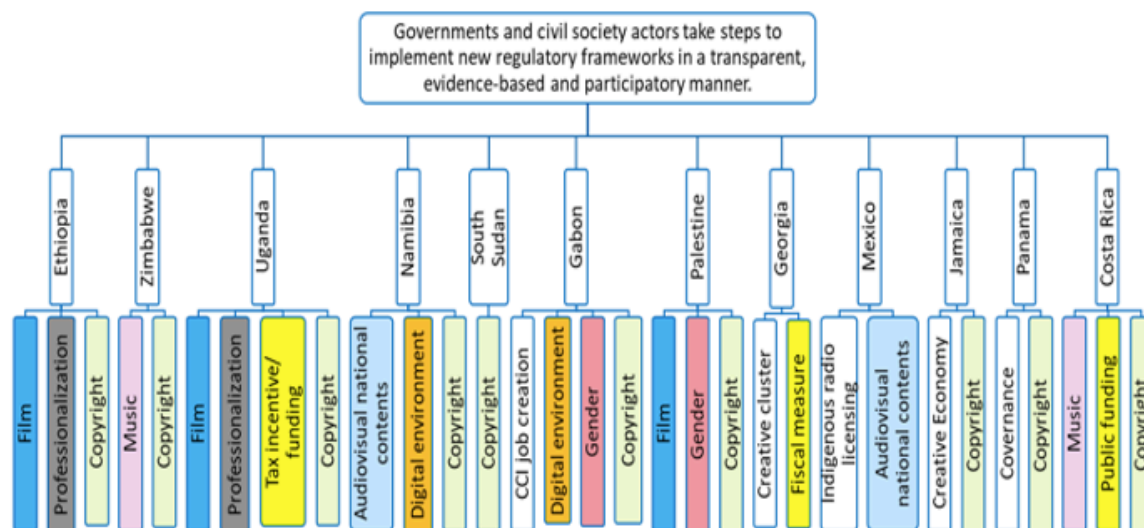 Governments and civil society actors take steps to
implement new regulatory frameworks in a transparent,
evidence-based and participatory manner.
Ethiopia
Zimbabwe
Uganda
Namibia
South
Sudan
Gabon
Palestine
Georgia
Mexico
Jamaica
Panama
Costa Rica
Film
Professionalization
Copyright
Music
Copyright
Film
Professionalization
Tax incentive/
funding
Copyright
Audiovisual national
contents
Digital environment
Copyright
Copyright
CCI job creation
Digital environment
Gender
Copyright
Film
Gender
Copyright
Creative cluster
Fiscal measure
Indigenous radio
licensing
Audiovisual
national contents
Creative Economy
Copyright
Covernance
Copyright
Music
Public funding
Copyright